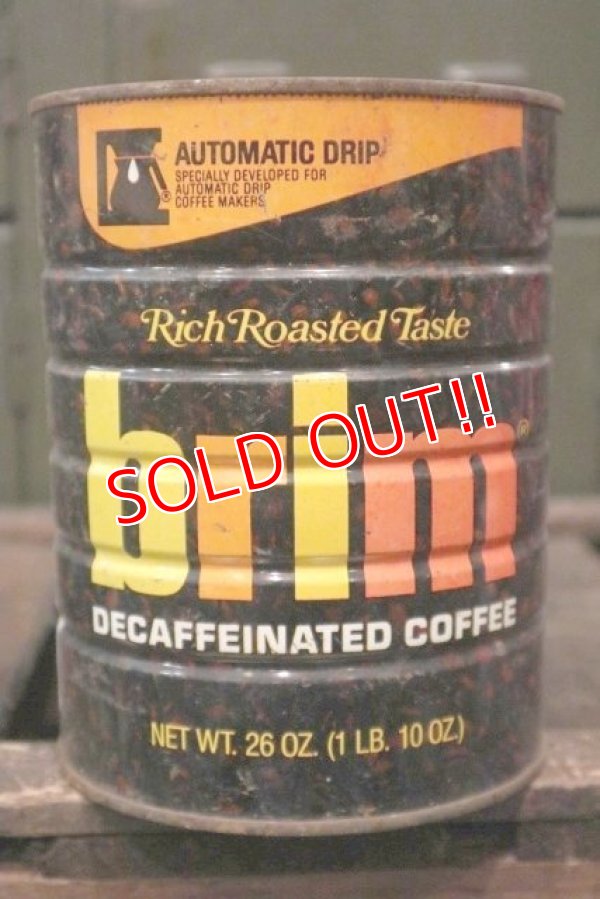 AUTOMATIC DRIP
SPECIALLY DEVELOPED FOR
AUTOMATIC DRIP
COFFEE MAKERS
®
Rich Roasted Taste
brim®
SOLD OUT!!
DECAFFEINATED COFFEE
NET WT. 26 OZ. (1 LB. 10 OZ.)